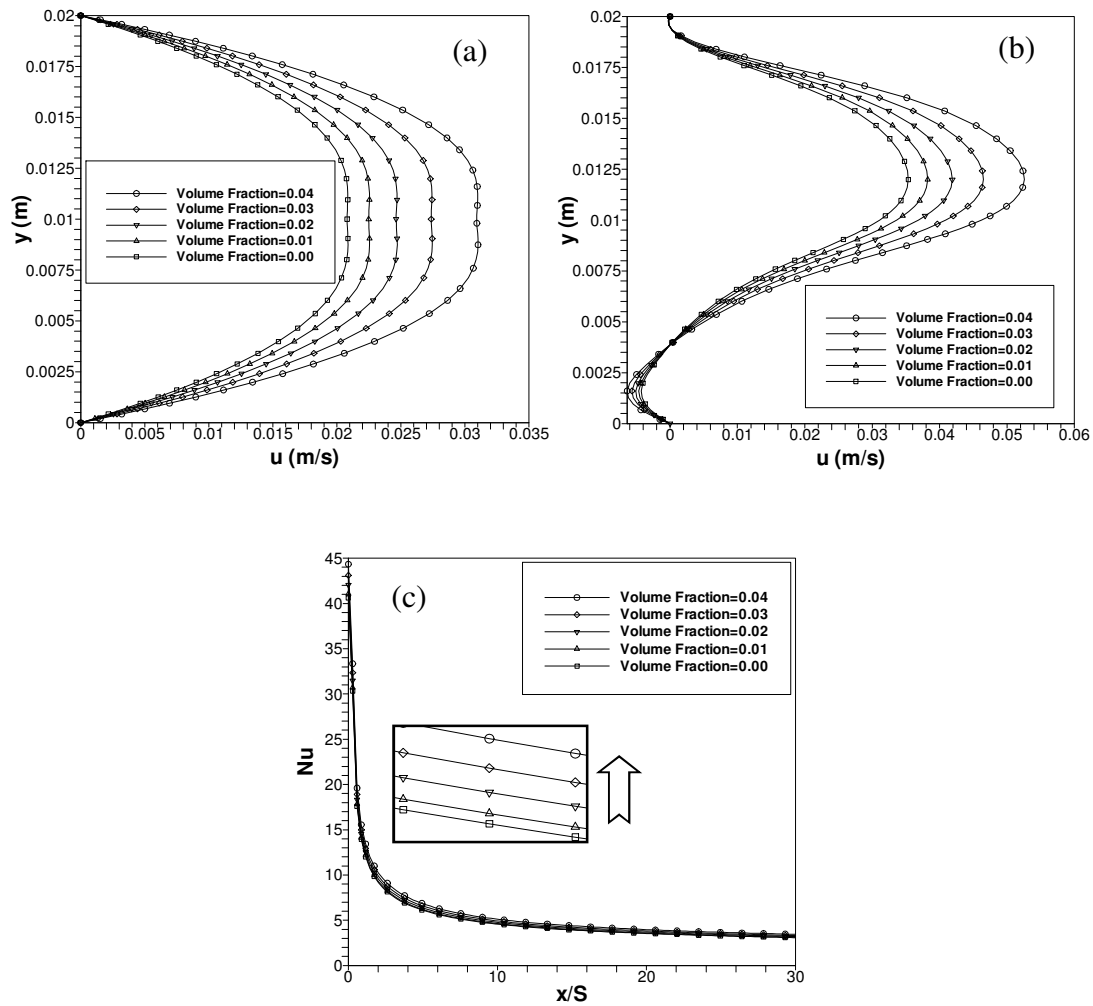 (a)
0.02
0.0175
0.015
0.0125
0.01
0.0075
0.005
0.0025
0
y (m)
Volume Fraction=0.04
Volume Fraction=0.03
Volume Fraction=0.02
Volume Fraction=0.01
Volume Fraction=0.00
0 0.005 0.01 0.015 0.02 0.025 0.03 0.035
u (m/s)
(b)
0.02
0.0175
0.015
0.0125
0.01
0.0075
0.005
0.0025
0
y (m)
Volume Fraction=0.04
Volume Fraction=0.03
Volume Fraction=0.02
Volume Fraction=0.01
Volume Fraction=0.00
0 0.01 0.02 0.03 0.04 0.05 0.06
u (m/s)
(c)
45
40
35
30
25
20
15
10
5
0
Nu
Volume Fraction=0.04
Volume Fraction=0.03
Volume Fraction=0.02
Volume Fraction=0.01
Volume Fraction=0.00
0 10 20 30
x/S